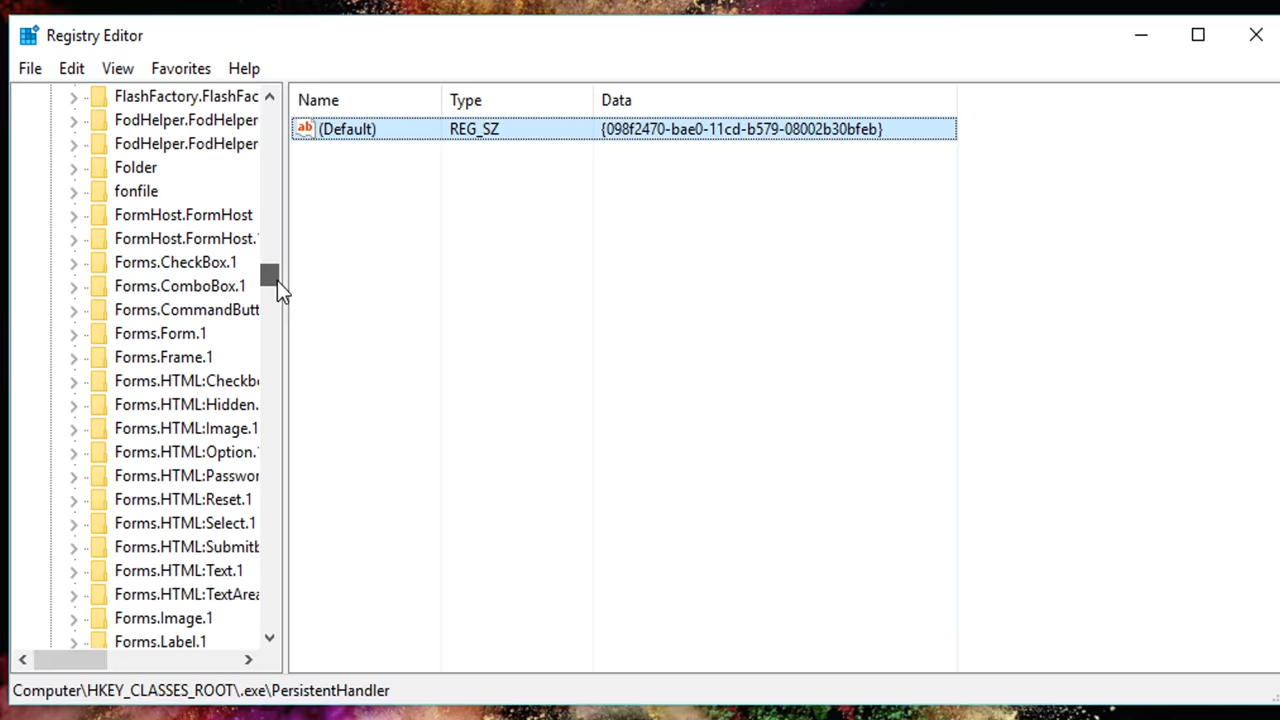 Registry Editor
File Edit View Favorites Help
FlashFactory.FlashFac
FodHelper.FodHelper
FodHelper.FodHelper
Folder
fonfile
FormHost.FormHost
FormHost.FormHost.1
Forms.CheckBox.1
Forms.ComboBox.1
Forms.CommandButt
Forms.Form.1
Forms.Frame.1
Forms.HTML:Checkb
Forms.HTML:Hidden.
Forms.HTML:Image.1
Forms.HTML:Option.
Forms.HTML:Passwor
Forms.HTML:Reset.1
Forms.HTML:Select.1
Forms.HTML:Submitb
Forms.HTML:Text.1
Forms.HTML:TextArea
Forms.Image.1
Forms.Label.1
Name Type Data
ab (Default) REG_SZ {098f2470-bae0-11cd-b579-08002b30bfeb}
Computer\HKEY_CLASSES_ROOT\.exe\PersistentHandler